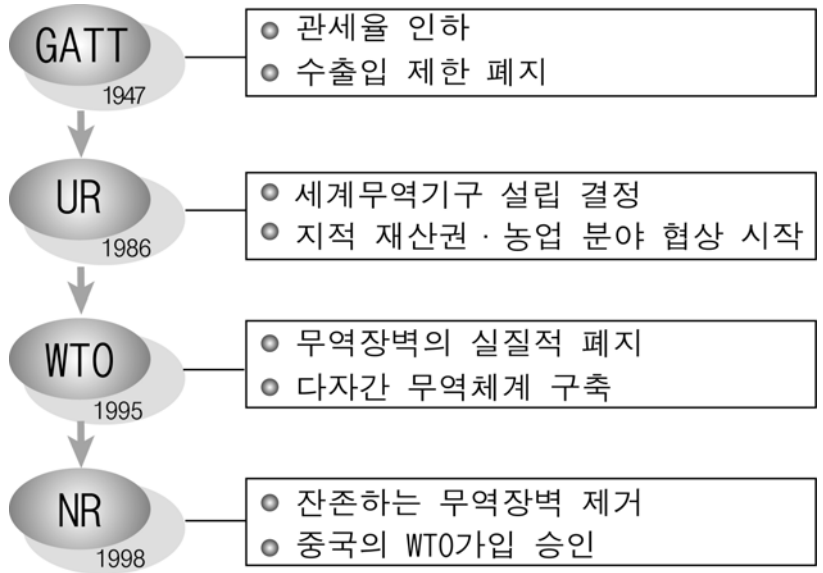 GATT
1947
관세율 인하
수출입 제한 폐지
UR
1986
세계무역기구 설립 결정
지적 재산권·농업 분야 협상 시작
WTO
1995
무역장벽의 실질적 폐지
다자간 무역체계 구축
NR
1998
잔존하는 무역장벽 제거
중국의 WTO가입 승인